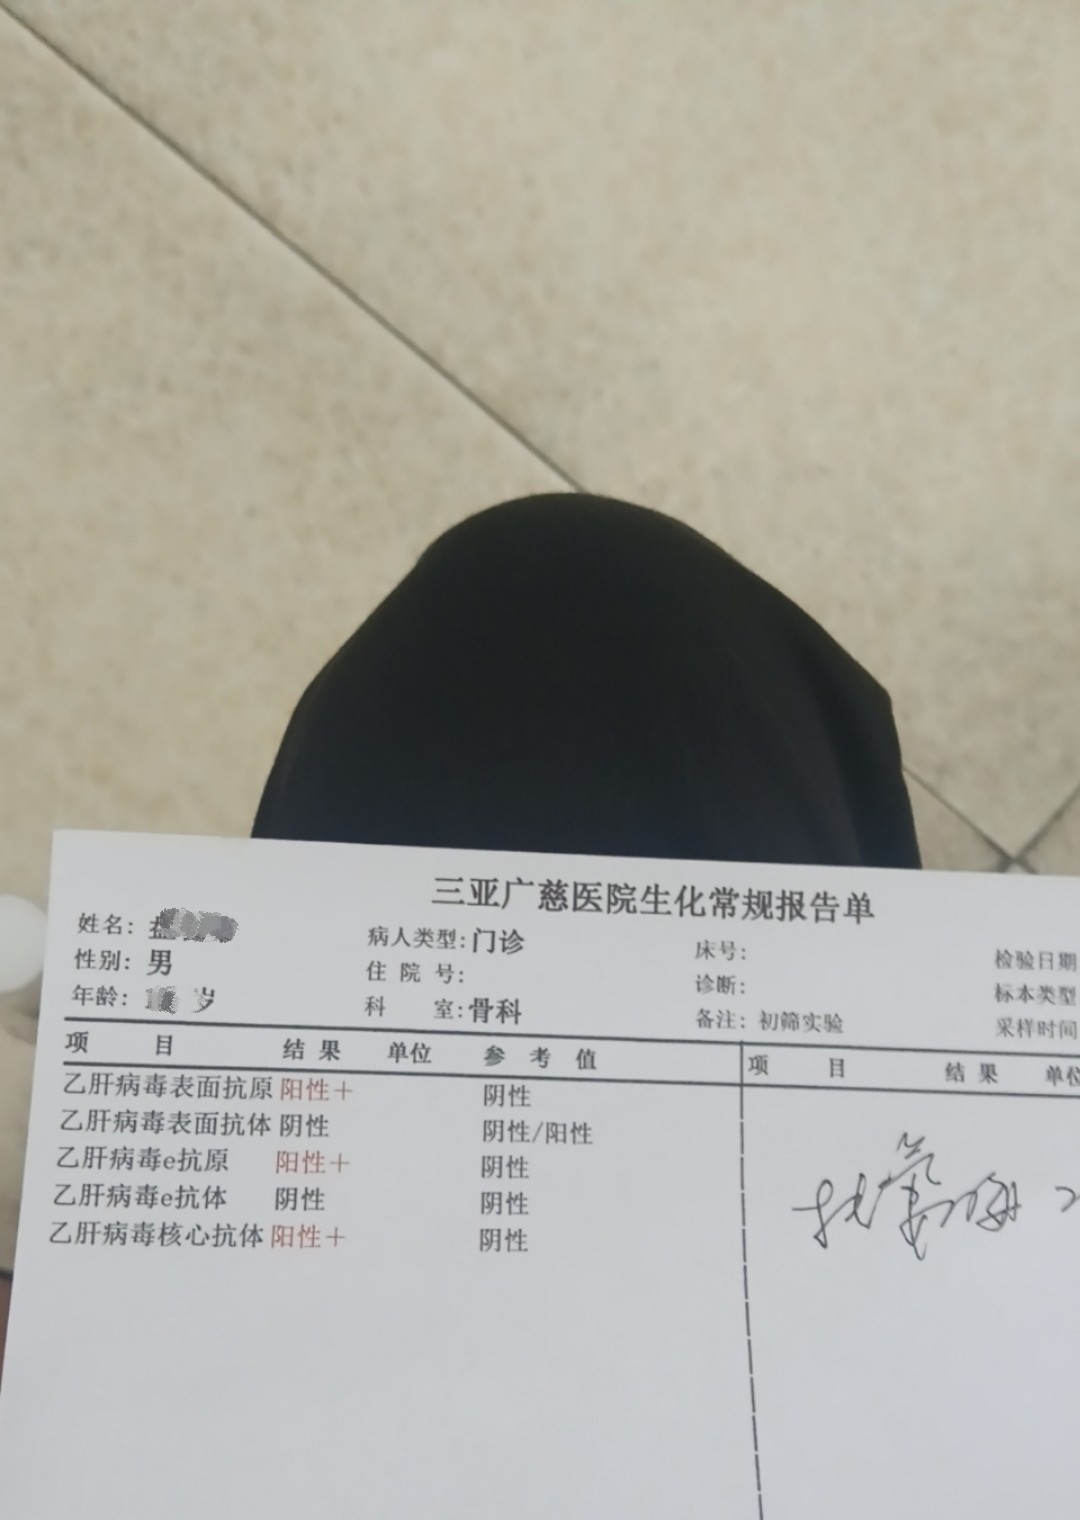 三亚广慈医院生化常规报告单
姓名:
病人类型:门诊
床号:
检验日期
性别:男
住院号:
诊断:
标本类型
年龄: 岁
科室:骨科
备注:初筛实验
采样时间
项目 结果 单位 参考值 项目 结果 单位
乙肝病毒表面抗原 阳性+ 阴性
乙肝病毒表面抗体 阴性 阴性/阳性
乙肝病毒e抗原 阳性+ 阴性
乙肝病毒e抗体 阴性 阴性
乙肝病毒核心抗体 阳性+ 阴性